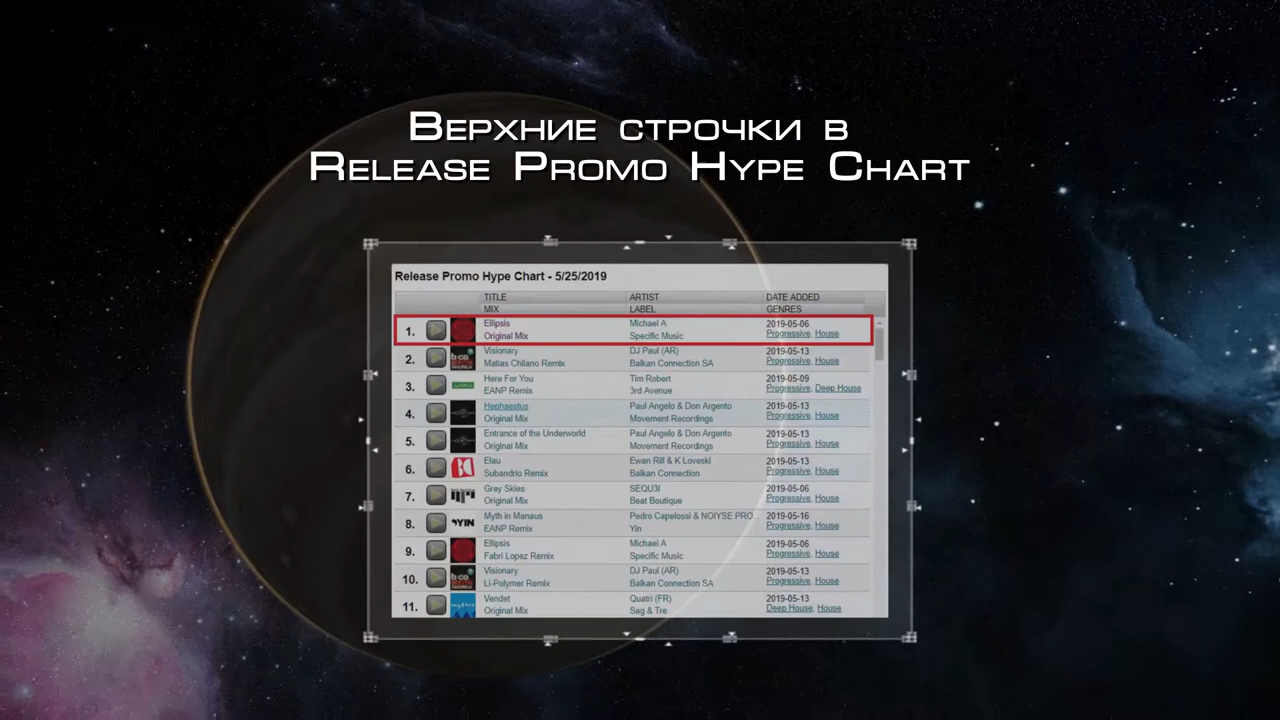 Верхние строчки в
Release Promo Hype Chart
Release Promo Hype Chart - 5/25/2019
TITLE ARTIST DATE ADDED
MIX LABEL GENRES
1. Ellipsis Michael A 2019-05-06
Original Mix Specific Music Progressive, House
2. Visionary DJ Paul (AR) 2019-05-13
Matias Chilano Remix Balkan Connection SA Progressive, House
3. Here For You Tim Robert 2019-05-09
EANP Remix 3rd Avenue Progressive, Deep House
4. Hephaestus Paul Angelo & Don Argento 2019-05-13
Original Mix Movement Recordings Progressive, House
5. Entrance of the Underworld Paul Angelo & Don Argento 2019-05-13
Original Mix Movement Recordings Progressive, House
6. Elau Ewan Rill & K Loveski 2019-05-13
Subandrio Remix Balkan Connection Progressive, House
7. Grey Skies SEQU3l 2019-05-06
Original Mix Beat Boutique Progressive, House
8. YIN Myth in Manaus Pedro Capelossi & NOIYSE PRO... 2019-05-16
EANP Remix Yin Progressive, House
9. Ellipsis Michael A 2019-05-06
Fabri Lopez Remix Specific Music Progressive, House
10. Visionary DJ Paul (AR) 2019-05-13
Li-Polymer Remix Balkan Connection SA Progressive, House
11. Vendet Quatri (FR) 2019-05-13
Original Mix Sag & Tre Deep House, House